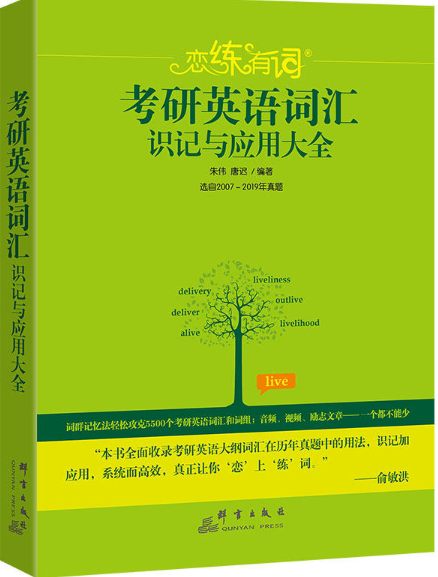 恋练有词®
考研英语词汇
识记与应用大全
朱伟 唐迟 / 编著
选自2007-2019年真题
liveliness
delivery
outlive
deliver
livelihood
alive
live
词群记忆法轻松攻克5500个考研英语词汇和词组；音频、视频、励志文章——一个都不能少
“本书全面收录考研英语大纲词汇在历年真题中的用法，识记加
应用，系统而高效，真正让你‘恋’上‘练’词。”
——俞敏洪
群言出版社
QUNYAN PRESS
考研英语词汇
识记与应用大全
群言出版社
QUNYAN PRESS